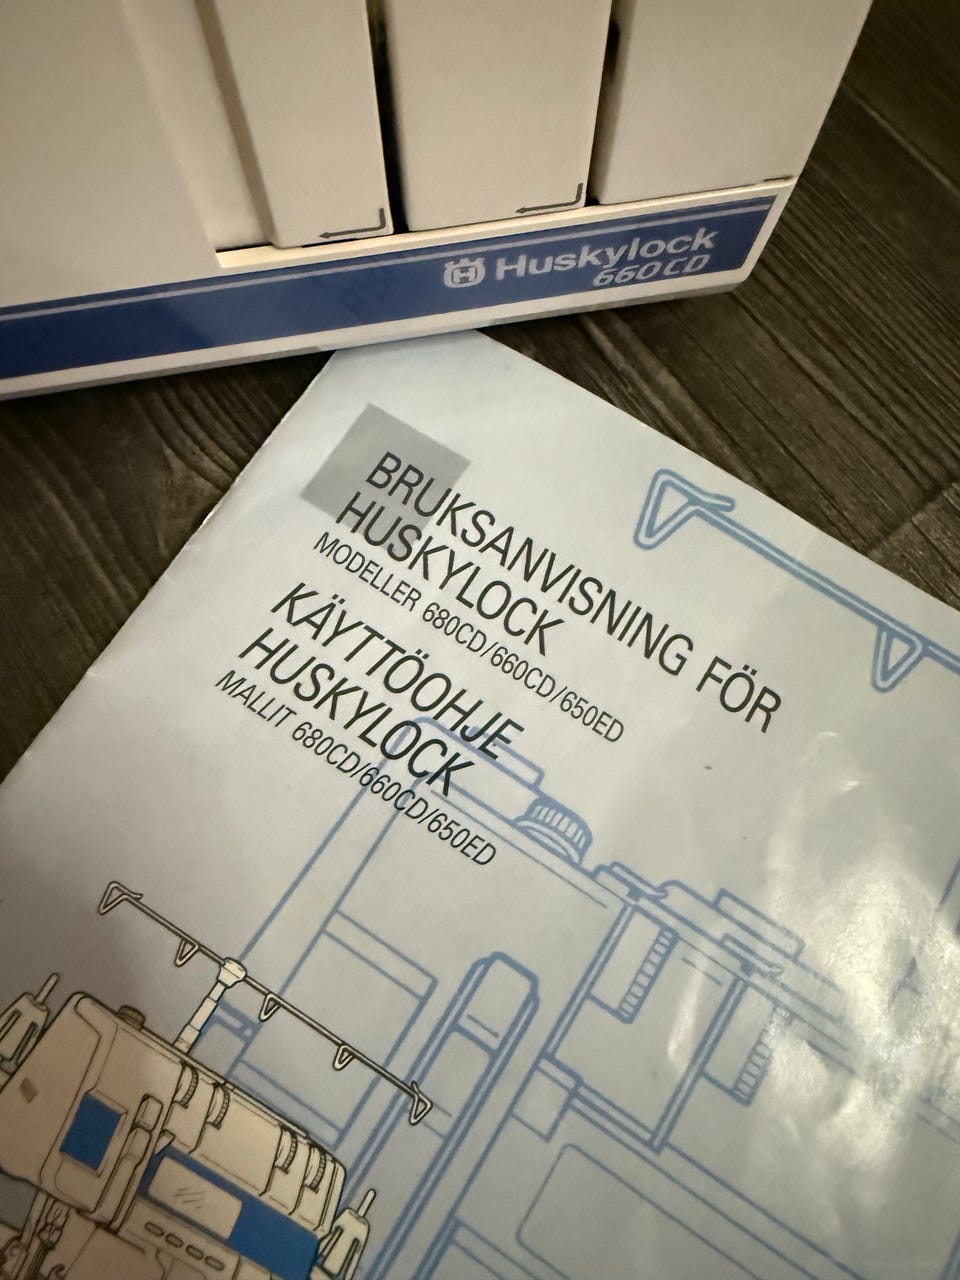 Huskylock
660CD
BRUKSANVISNING FÖR
HUSKYLOCK
MODELLER 680CD/660CD/650ED
KÄYTTÖOHJE
HUSKYLOCK
MALLIT 680CD/660CD/650ED